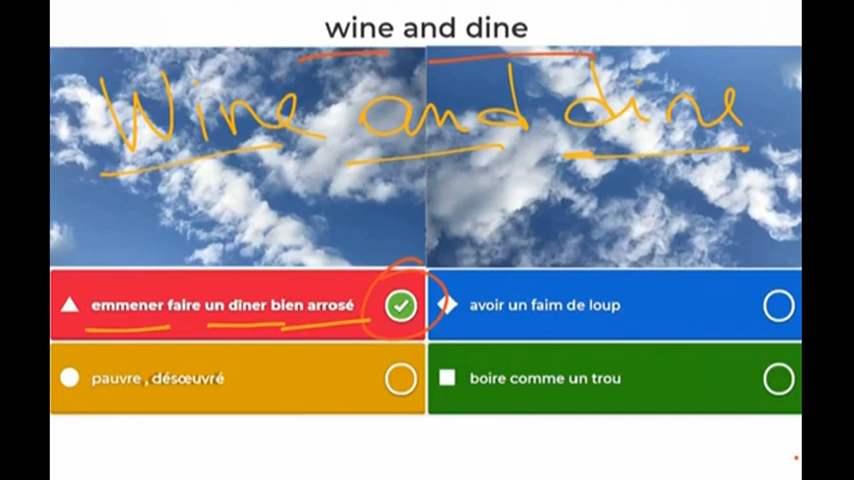 wine and dine
Wine and dine
emmener faire un dîner bien arrosé
avoir un faim de loup
pauvre , désœuvré
boire comme un trou